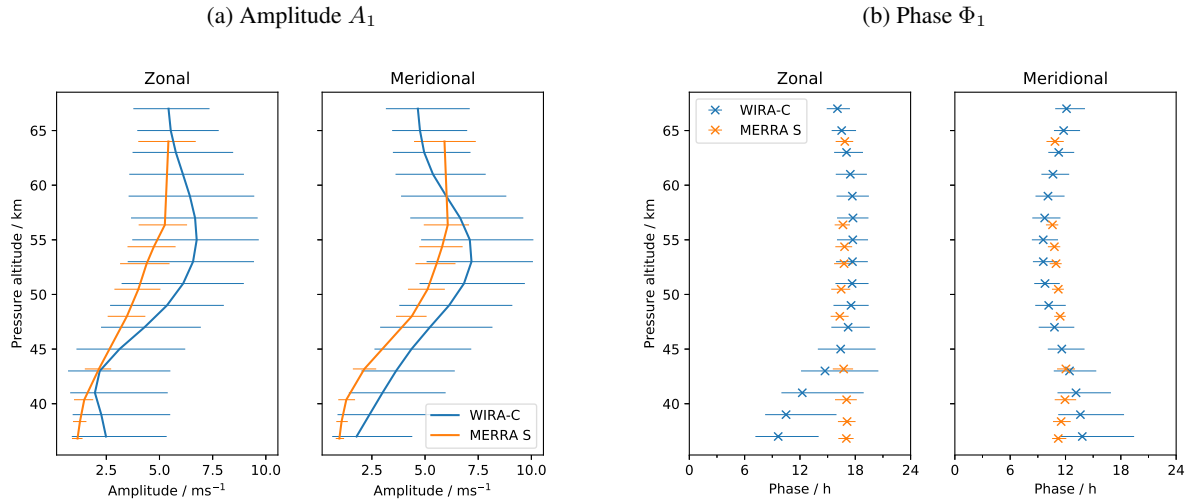 (a) Amplitude A₁
(b) Phase Φ₁
Zonal
Meridional
Zonal
Meridional
Pressure altitude / km
65
60
55
50
45
40
2.5 5.0 7.5 10.0
Amplitude / ms⁻¹
2.5 5.0 7.5 10.0
Amplitude / ms⁻¹
WIRA-C
MERRA S
Pressure altitude / km
65
60
55
50
45
40
WIRA-C
MERRA S
0 6 12 18 24
Phase / h
0 6 12 18 24
Phase / h